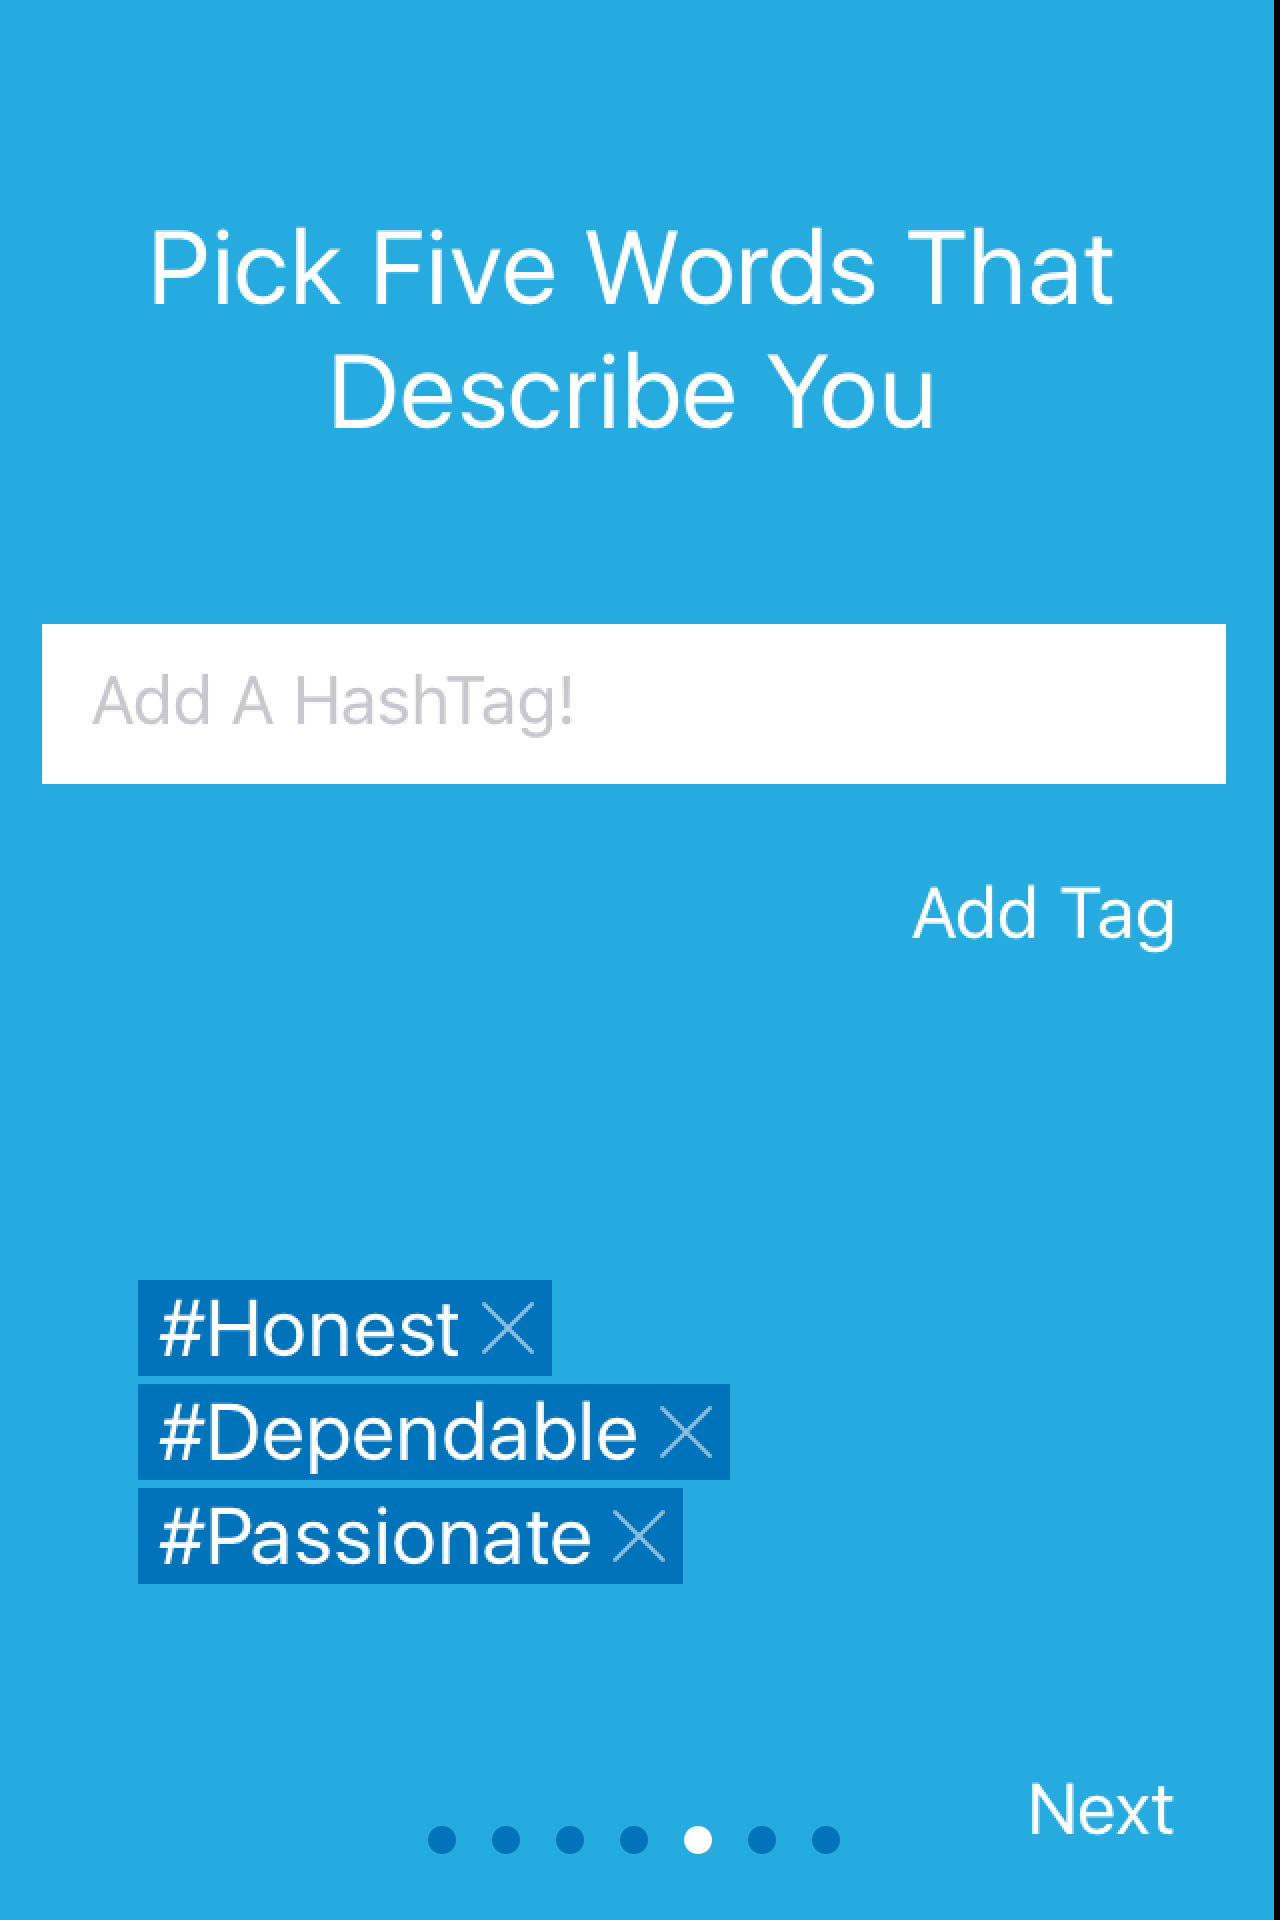 Pick Five Words That
Describe You
Add A HashTag!
Add Tag
#Honest
#Dependable
#Passionate
Next